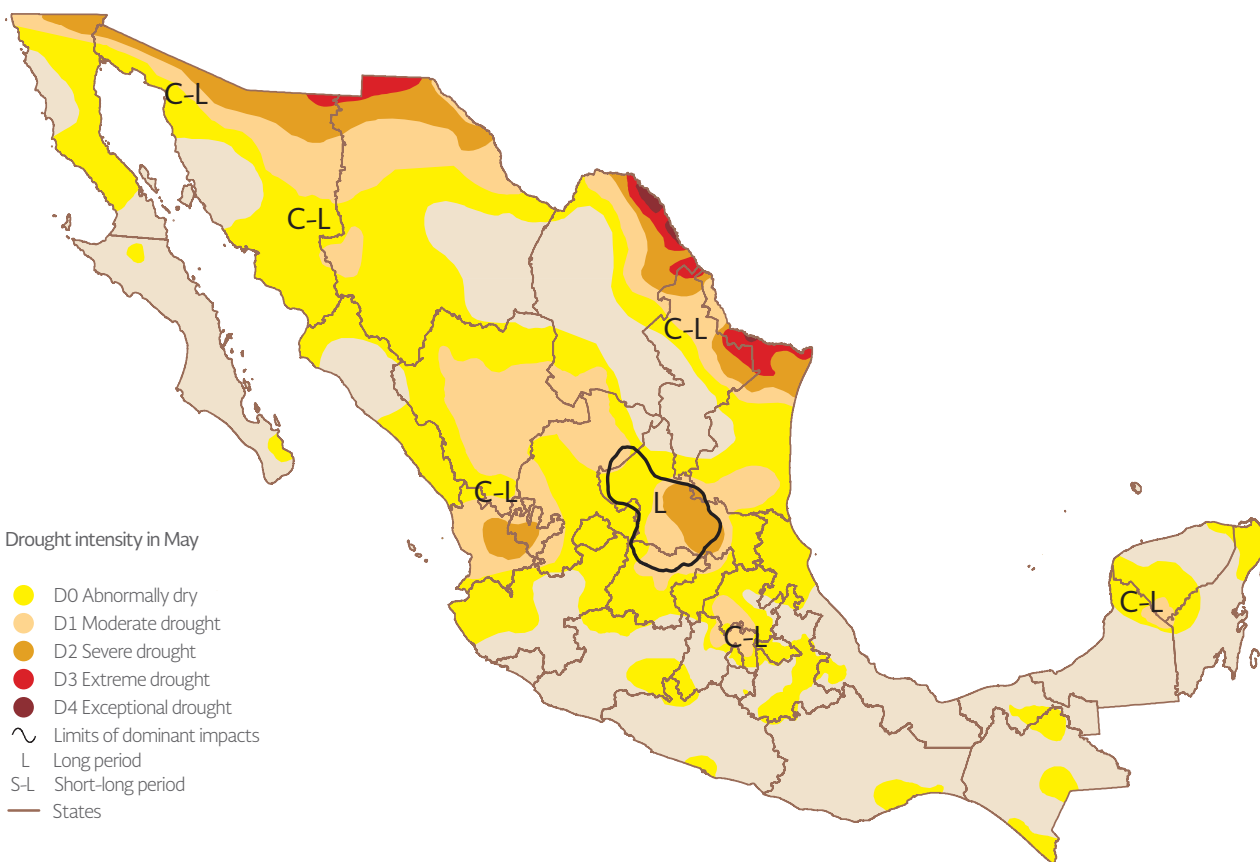 C-L
C-L
C-L
C-L
L
C-L
C-L
Drought intensity in May
D0 Abnormally dry
D1 Moderate drought
D2 Severe drought
D3 Extreme drought
D4 Exceptional drought
Limits of dominant impacts
L Long period
S-L Short-long period
States